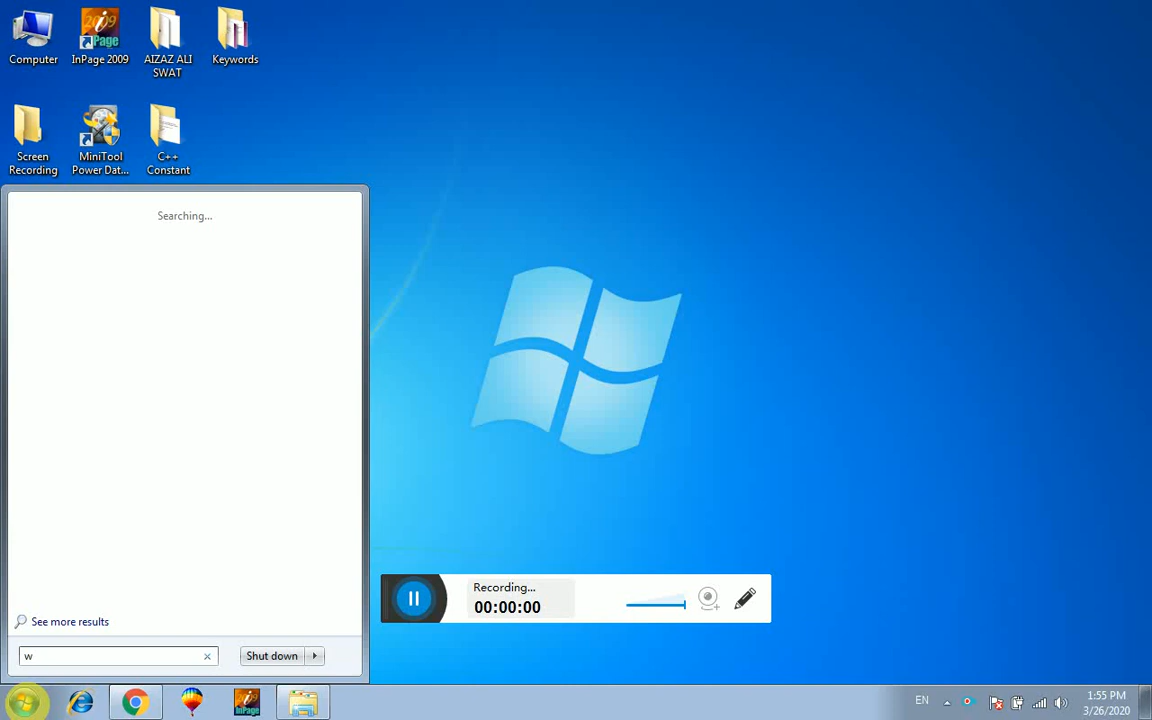 Computer
InPage 2009
AIZAZ ALI
SWAT
Keywords
Screen
Recording
MiniTool
Power Dat...
C++
Constant
Searching...
See more results
w
Shut down
Recording...
00:00:00
EN
1:55 PM
3/26/2020